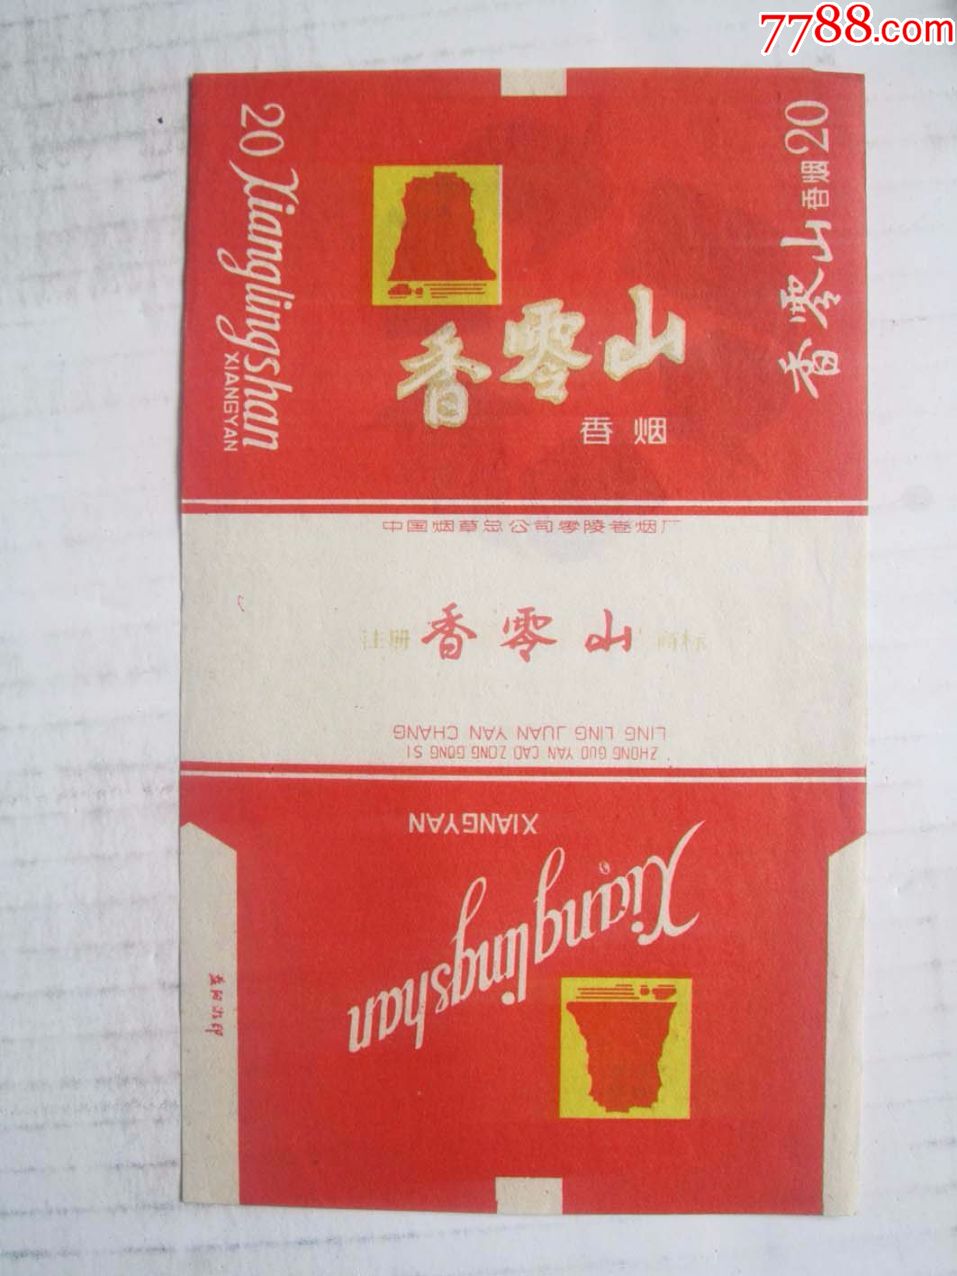 7788.com
20 Xianglingshan
XIANGYAN
香零山
香烟
香零山香烟20
中国烟草总公司零陵卷烟厂
注册 香零山 商标
ZHONG GUO YAN CAO ZONG GONG SI
LING LING JUAN YAN CHANG
Xianglingshan
XIANGYAN